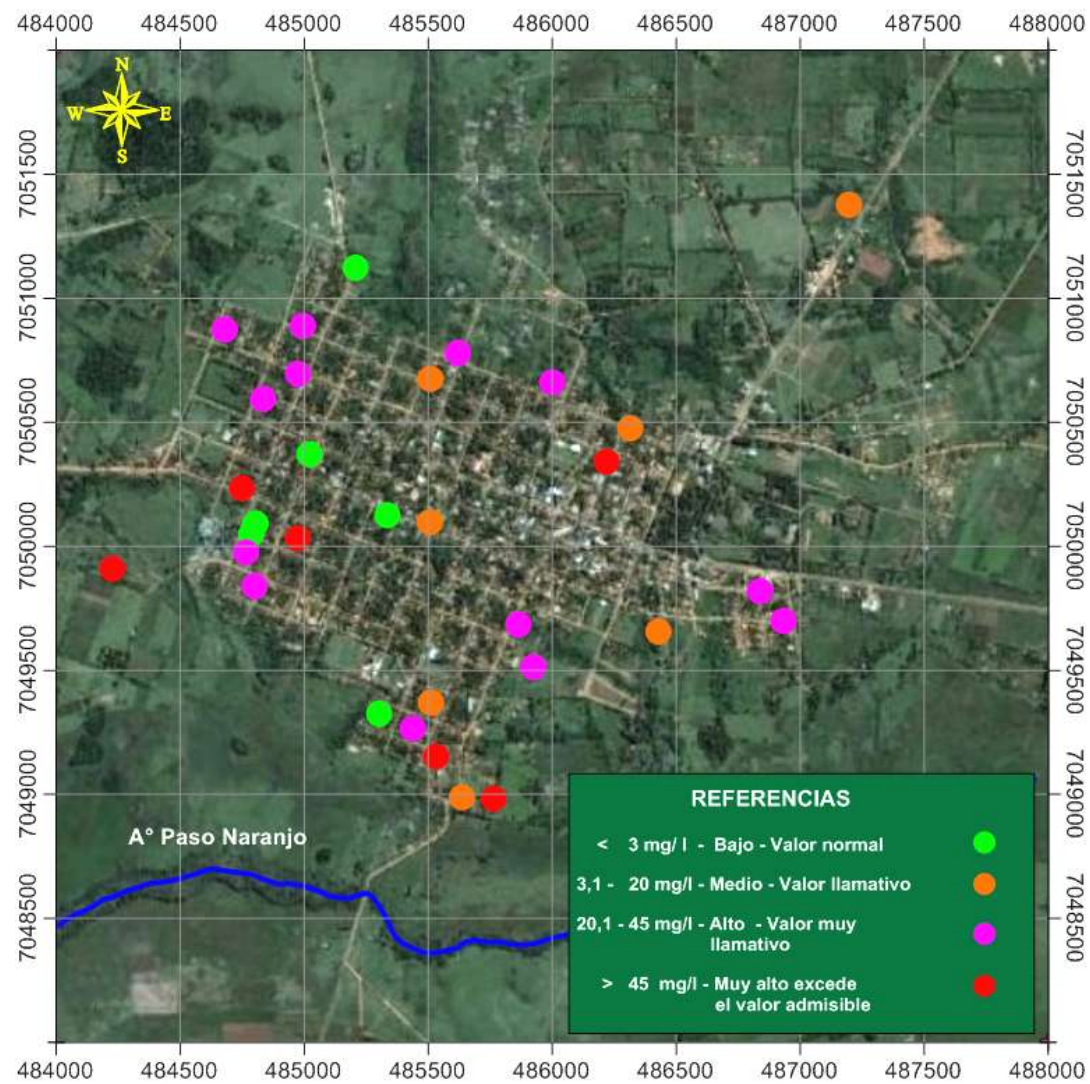 484000 484500 485000 485500 486000 486500 487000 487500 488000
N
W E
S
7051500 7051500
7051000 7051000
7050500 7050500
7050000 7050000
7049500 7049500
7049000 7049000
7048500 7048500
A° Paso Naranjo
REFERENCIAS
< 3 mg/ l - Bajo - Valor normal
3,1 - 20 mg/l - Medio - Valor llamativo
20,1 - 45 mg/l - Alto - Valor muy
llamativo
> 45 mg/l - Muy alto excede
el valor admisible
484000 484500 485000 485500 486000 486500 487000 487500 488000